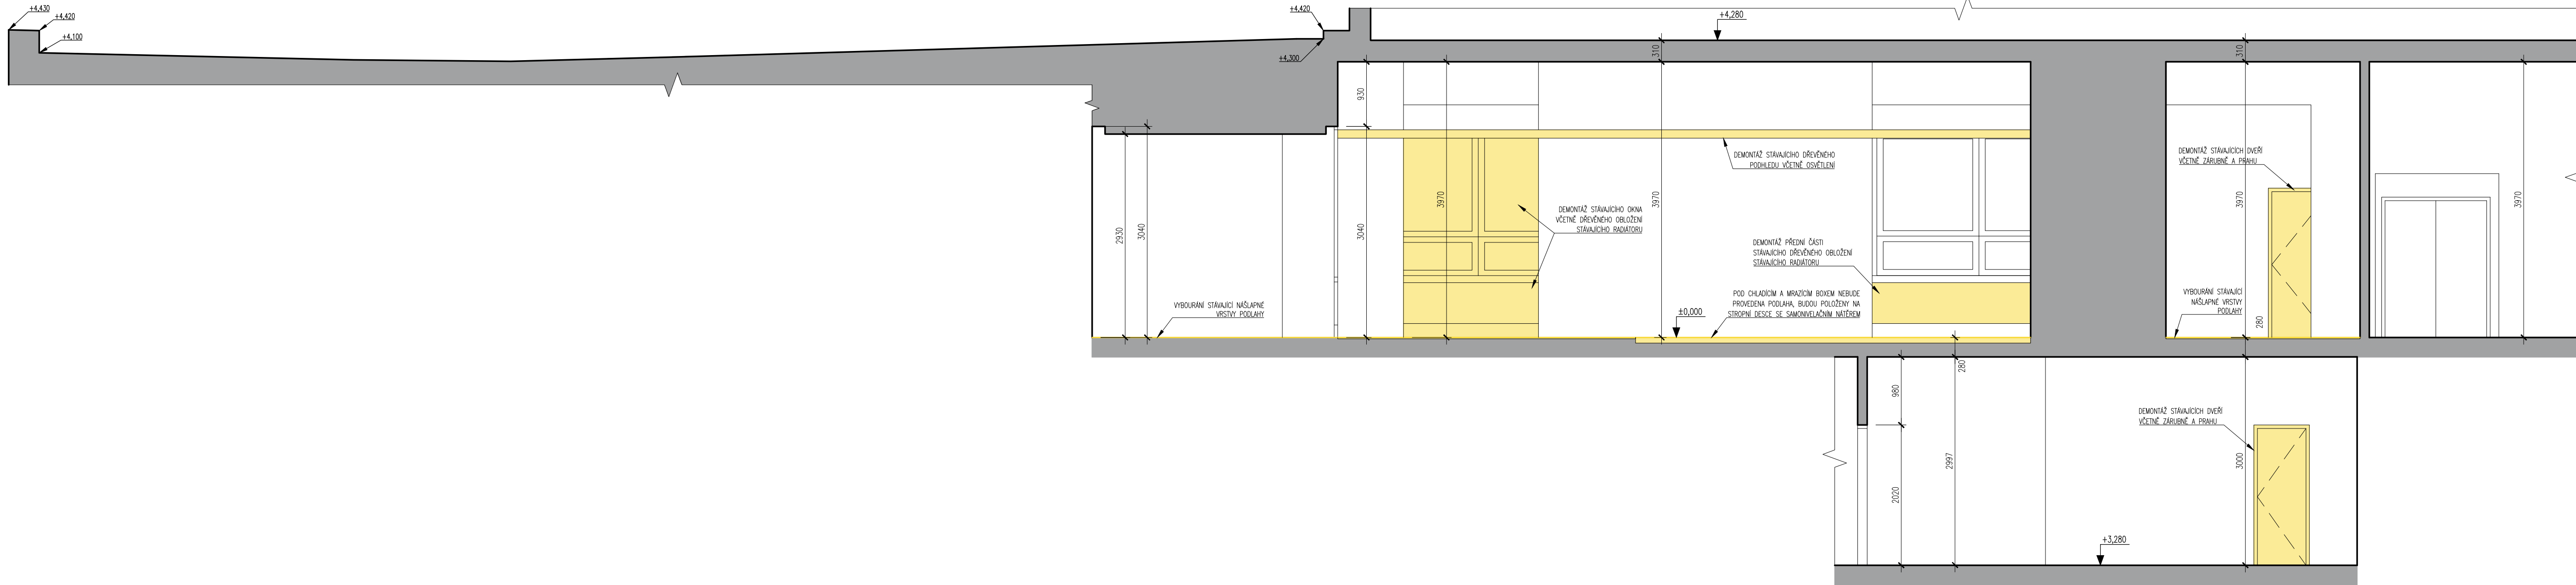 +4,430
+4,420
+4,100
+4,420
+4,300
+4,280
310
310
930
2930
3040
3040
3970
3970
3970
3970
DEMONTÁŽ STÁVAJÍCÍHO DŘEVĚNÉHO
PODHLEDU VČETNĚ OSVĚTLENÍ
DEMONTÁŽ STÁVAJÍCÍCH DVEŘÍ
VČETNĚ ZÁRUBNĚ A PRAHU
DEMONTÁŽ STÁVAJÍCÍHO OKNA
VČETNĚ DŘEVĚNÉHO OBLOŽENÍ
STÁVAJÍCÍHO RADIÁTORU
DEMONTÁŽ PŘEDNÍ ČÁSTI
STÁVAJÍCÍHO DŘEVĚNÉHO OBLOŽENÍ
STÁVAJÍCÍHO RADIÁTORU
VYBOURÁNÍ STÁVAJÍCÍ NÁŠLAPNÉ
VRSTVY PODLAHY
POD CHLADÍCÍM A MRAZÍCÍM BOXEM NEBUDE
PROVEDENA PODLAHA, BUDOU POLOŽENY NA
STROPNÍ DESCE SE SAMONIVELAČNÍM NÁTĚREM
±0,000
VYBOURÁNÍ STÁVAJÍCÍ
NÁŠLAPNÉ VRSTVY
PODLAHY
280
280
980
2997
2020
3000
DEMONTÁŽ STÁVAJÍCÍCH DVEŘÍ
VČETNĚ ZÁRUBNĚ A PRAHU
+3,280